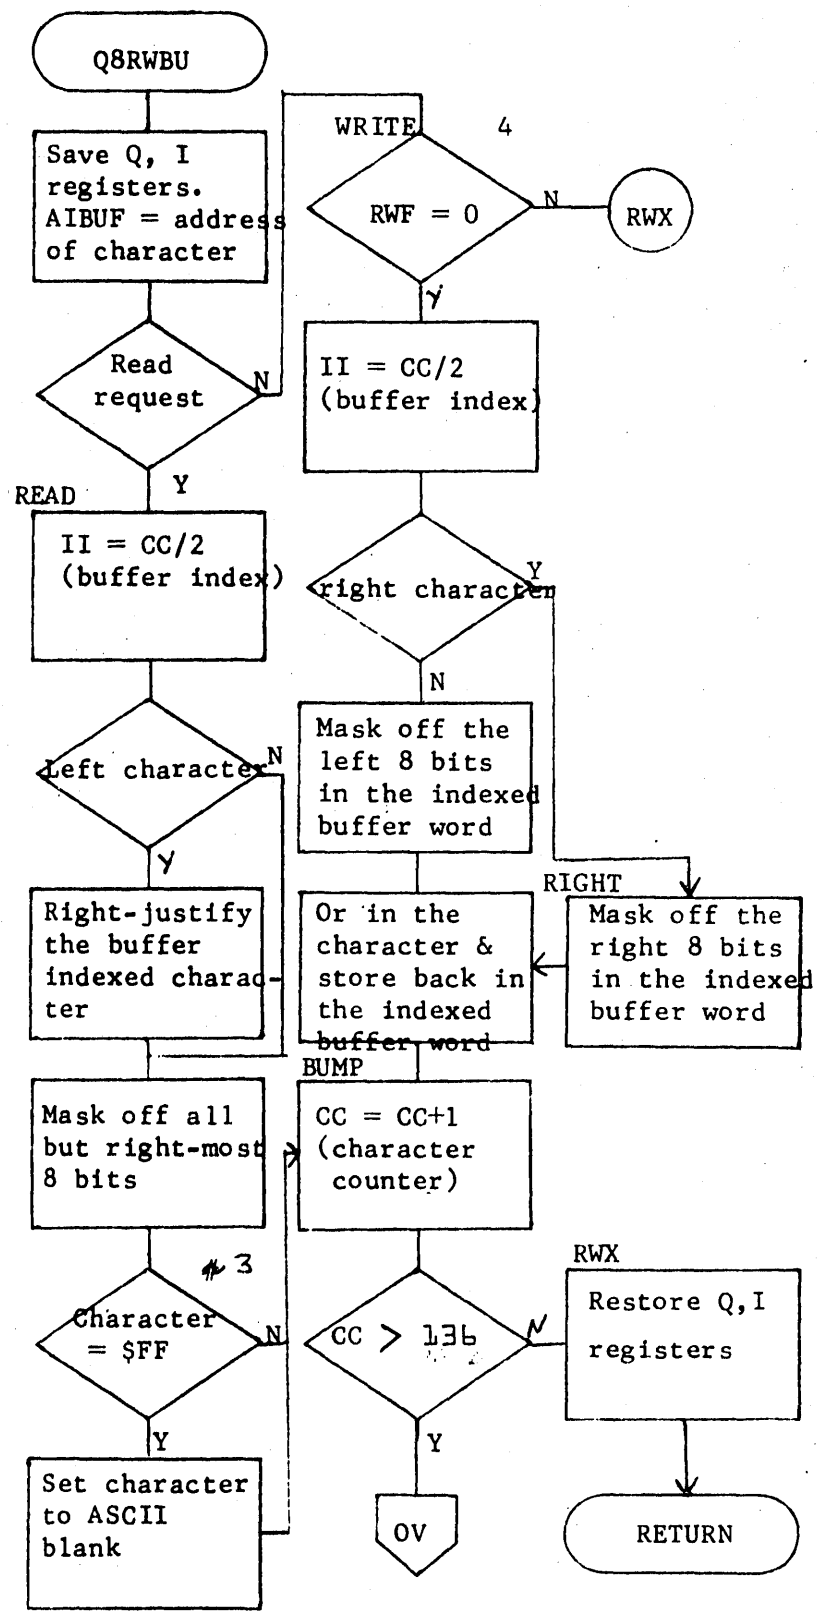 Q8RWBU
Save Q, I
registers.
AIBUF = address
of character
Read
request
N
Y
READ
II = CC/2
(buffer index)
Left character
N
Y
Right-justify
the buffer
indexed charac-
ter
Mask off all
but right-most
8 bits
# 3
Character
= $FF
N
Y
Set character
to ASCII
blank
WRITE
4
RWF = 0
N
RWX
Y
II = CC/2
(buffer index)
right character
Y
N
Mask off the
left 8 bits
in the indexed
buffer word
RIGHT
Mask off the
right 8 bits
in the indexed
buffer word
Or in the
character &
store back in
the indexed
buffer word
BUMP
CC = CC+1
(character
counter)
CC > 136
N
Y
OV
RWX
Restore Q,I
registers
RETURN